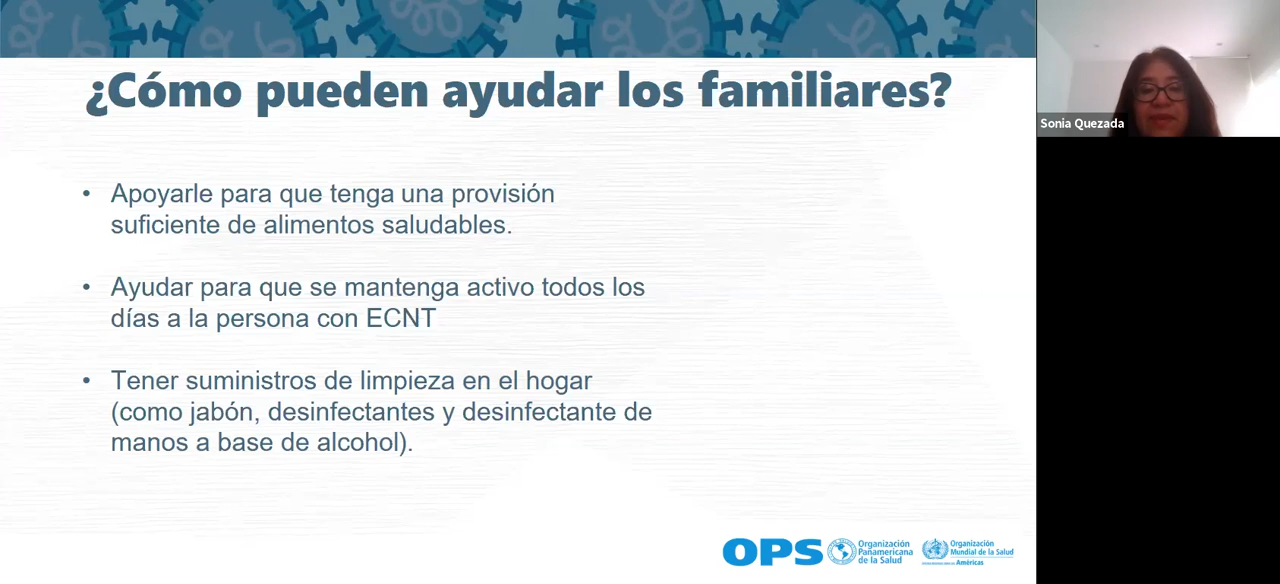 ¿Cómo pueden ayudar los familiares?
Sonia Quezada
• Apoyarle para que tenga una provisión
suficiente de alimentos saludables.
• Ayudar para que se mantenga activo todos los
días a la persona con ECNT
• Tener suministros de limpieza en el hogar
(como jabón, desinfectantes y desinfectante de
manos a base de alcohol).
OPS
Organización
Panamericana
de la Salud
Organización
Mundial de la Salud
Américas